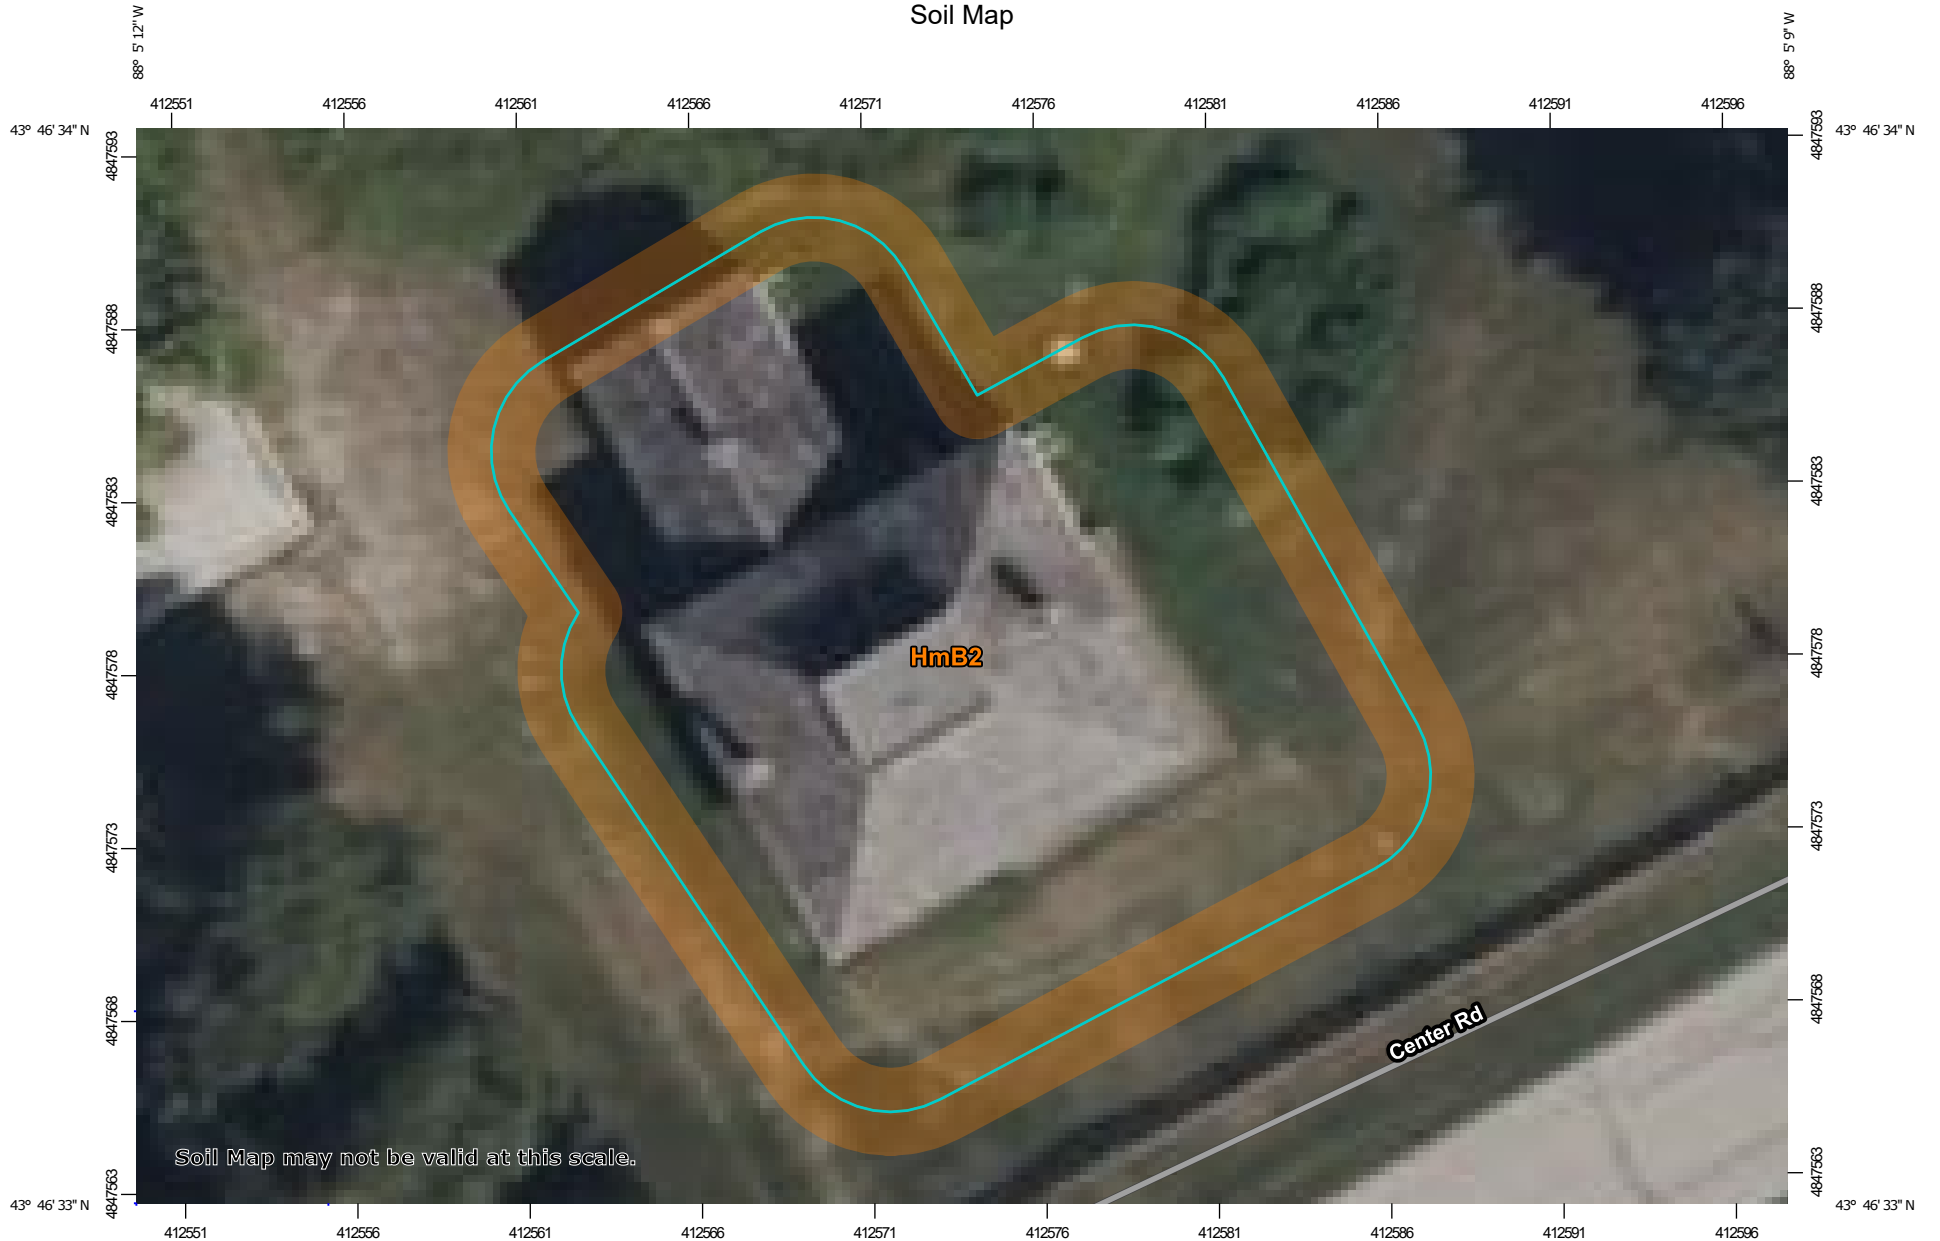 Soil Map
88° 5' 12" W
88° 5' 9" W
412551 412556 412561 412566 412571 412576 412581 412586 412591 412596
43° 46' 34" N
43° 46' 34" N
4847593
4847593
4847588
4847588
4847583
4847583
HmB2
4847578
4847578
4847573
4847573
4847568
4847568
Center Rd
Soil Map may not be valid at this scale.
4847563
4847563
43° 46' 33" N
43° 46' 33" N
412551 412556 412561 412566 412571 412576 412581 412586 412591 412596